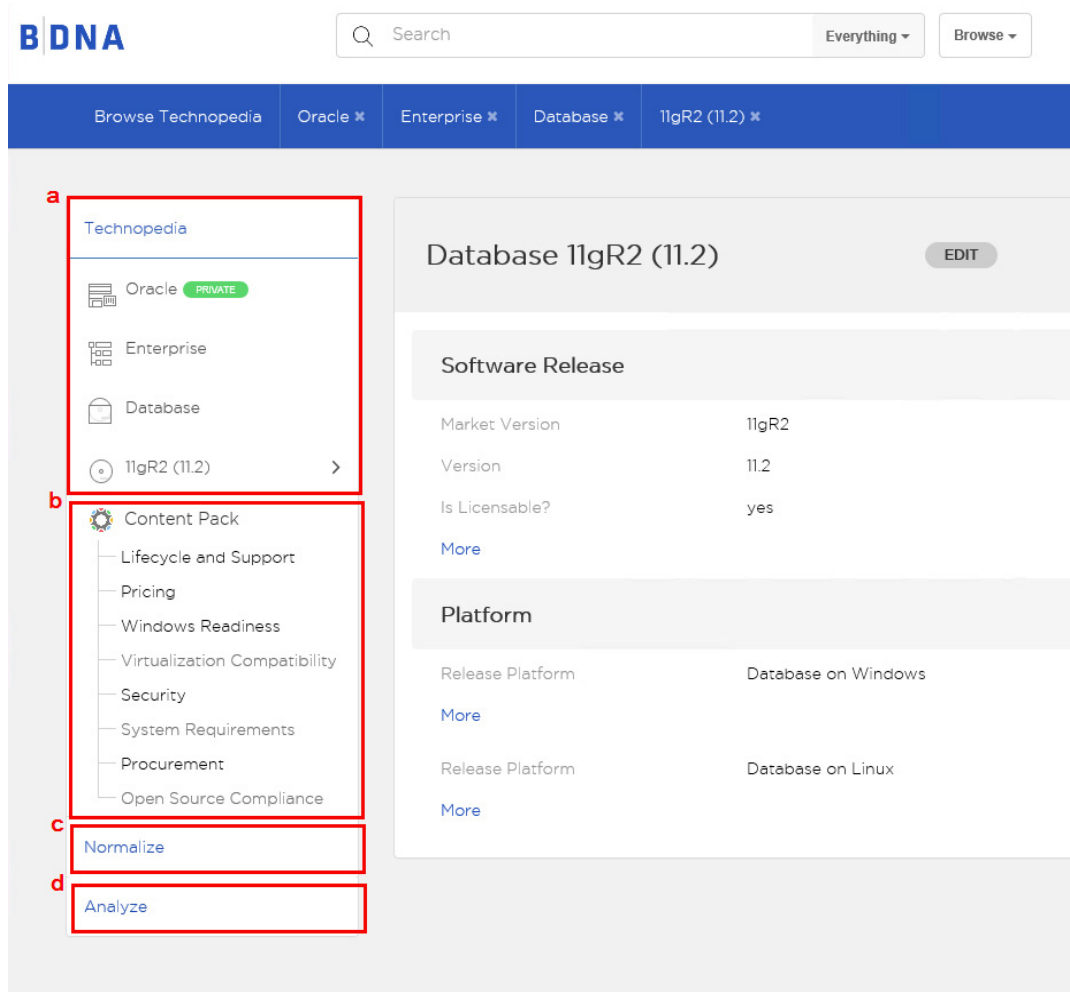 BDNA
Search Everything Browse
Browse Technopedia Oracle × Enterprise × Database × 11gR2 (11.2) ×
a
Technopedia
Oracle PRIVATE
Enterprise
Database
11gR2 (11.2)
b
Content Pack
Lifecycle and Support
Pricing
Windows Readiness
Virtualization Compatibility
Security
System Requirements
Procurement
Open Source Compliance
c
Normalize
d
Analyze
Database 11gR2 (11.2) EDIT
Software Release
Market Version 11gR2
Version 11.2
Is Licensable? yes
More
Platform
Release Platform Database on Windows
More
Release Platform Database on Linux
More